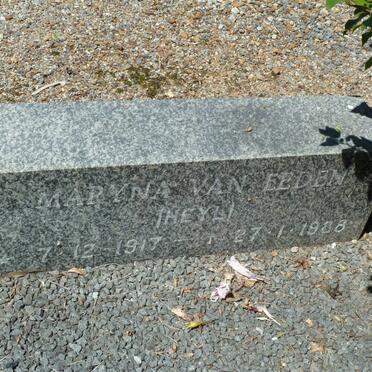 MARYNA VAN EEDEN
(HEYL)
* 7.12.1917 — † 27.1.1988